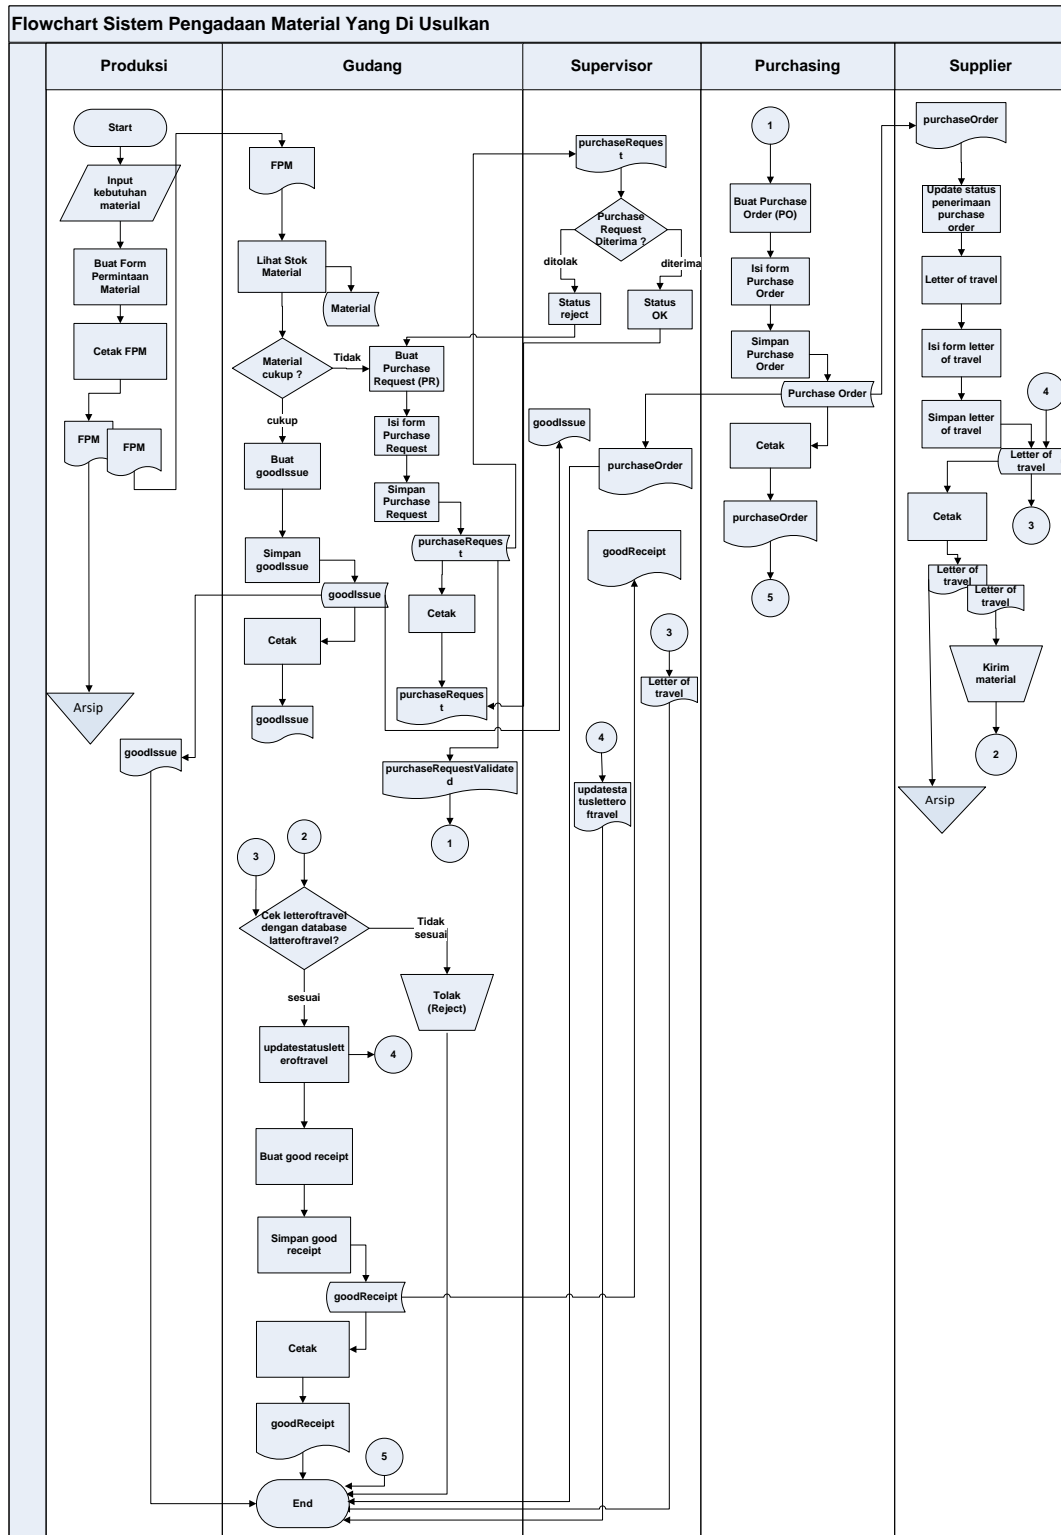 Flowchart Sistem Pengadaan Material Yang Di Usulkan
Produksi
Gudang
Supervisor
Purchasing
Supplier
Start
Input
kebutuhan
material
Buat Form
Permintaan
Material
Cetak FPM
FPM
FPM
Arsip
goodIssue
FPM
Lihat Stok
Material
Material
Material
cukup ?
Tidak
cukup
Buat
goodIssue
Simpan
goodIssue
goodIssue
Cetak
goodIssue
Buat
Purchase
Request (PR)
Isi form
Purchase
Request
Simpan
Purchase
Request
purchaseReques
t
Cetak
purchaseReques
t
purchaseRequestValidate
d
1
3
2
Cek letteroftravel
dengan database
latteroftravel?
Tidak
sesuai
sesuai
Tolak
(Reject)
updatestatuslett
eroftravel
4
Buat good receipt
Simpan good
receipt
goodReceipt
Cetak
goodReceipt
5
End
purchaseReques
t
Purchase
Request
Diterima ?
ditolak
diterima
Status
reject
Status
OK
goodIssue
purchaseOrder
goodReceipt
3
Letter of
travel
4
updatesta
tuslettero
ftravel
1
Buat Purchase
Order (PO)
Isi form
Purchase
Order
Simpan
Purchase
Order
Purchase Order
Cetak
purchaseOrder
5
purchaseOrder
Update status
penerimaan
purchase
order
Letter of travel
Isi form letter
of travel
Simpan letter
of travel
4
Letter of
travel
3
Cetak
Letter of
travel
Letter of
travel
Kirim
material
2
Arsip